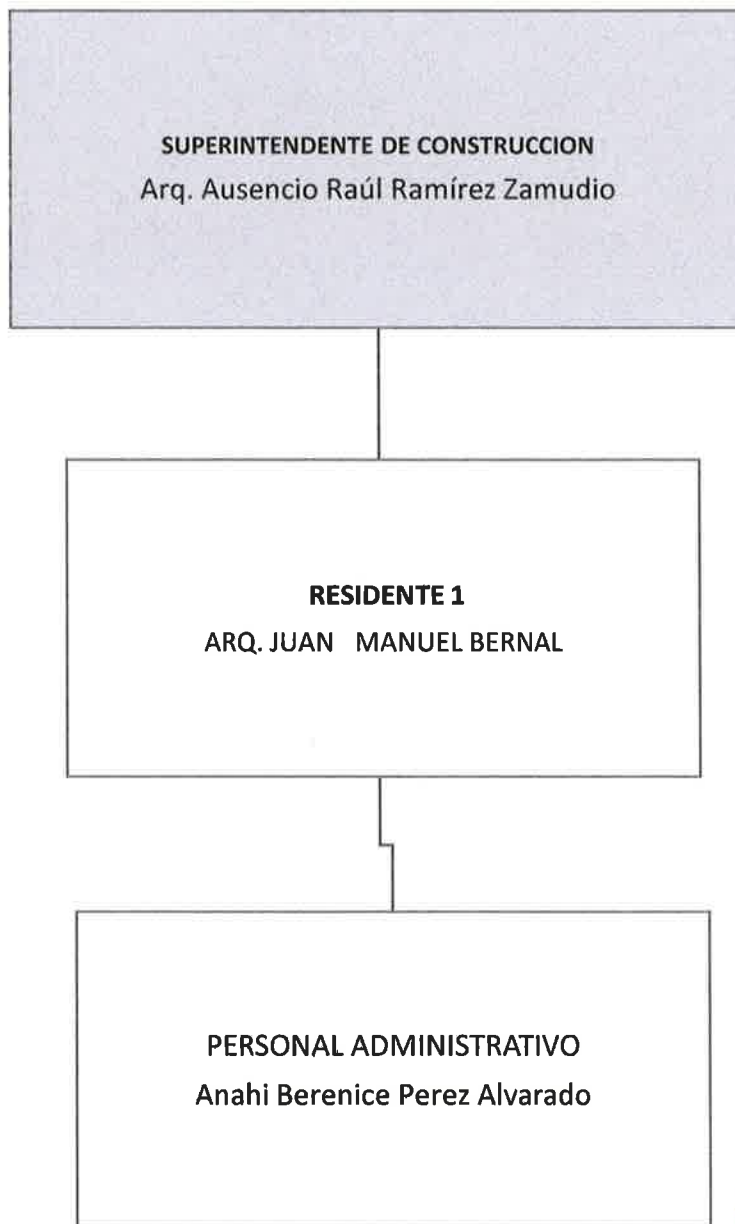 SUPERINTENDENTE DE CONSTRUCCION
Arq. Ausencio Raúl Ramírez Zamudio
RESIDENTE 1
ARQ. JUAN MANUEL BERNAL
PERSONAL ADMINISTRATIVO
Anahi Berenice Perez Alvarado